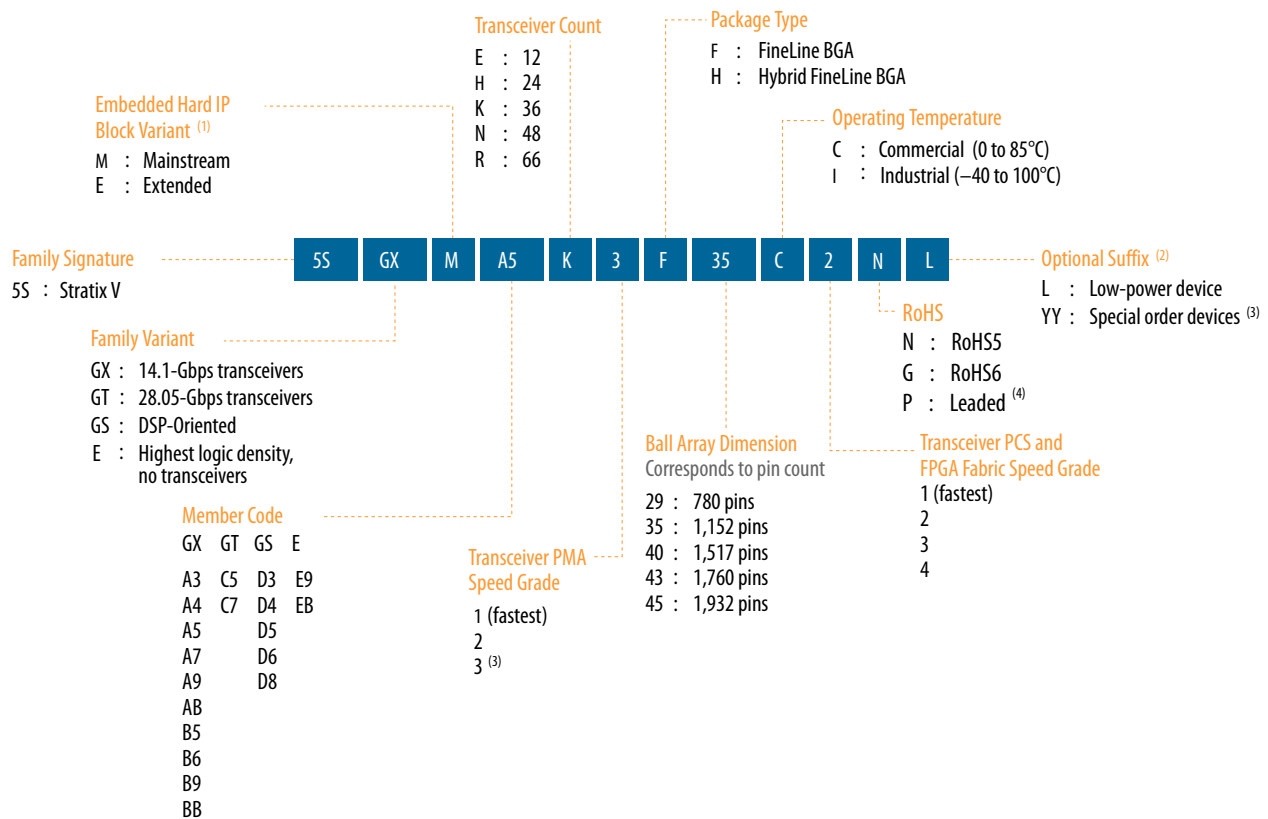 Transceiver Count
E : 12
H : 24
K : 36
N : 48
R : 66
Package Type
F : FineLine BGA
H : Hybrid FineLine BGA
Embedded Hard IP
Block Variant (1)
M : Mainstream
E : Extended
Operating Temperature
C : Commercial (0 to 85°C)
I : Industrial (–40 to 100°C)
Family Signature
5S : Stratix V
5S GX M A5 K 3 F 35 C 2 N L
Optional Suffix (2)
L : Low-power device
YY : Special order devices (3)
RoHS
N : RoHS5
G : RoHS6
P : Leaded (4)
Family Variant
GX : 14.1-Gbps transceivers
GT : 28.05-Gbps transceivers
GS : DSP-Oriented
E : Highest logic density,
no transceivers
Member Code
GX GT GS E
A3 C5 D3 E9
A4 C7 D4 EB
A5 D5
A7 D6
A9 D8
AB
B5
B6
B9
BB
Transceiver PMA
Speed Grade
1 (fastest)
2
3 (3)
Ball Array Dimension
Corresponds to pin count
29 : 780 pins
35 : 1,152 pins
40 : 1,517 pins
43 : 1,760 pins
45 : 1,932 pins
Transceiver PCS and
FPGA Fabric Speed Grade
1 (fastest)
2
3
4